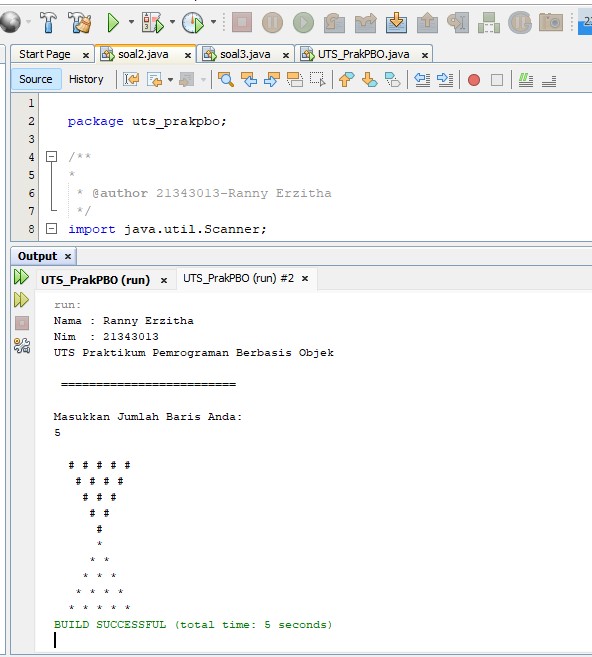 Start Page x soal2.java x soal3.java x UTS_PrakPBO.java x
Source History
1
2 package uts_prakpbo;
3
4 /**
5 *
6 * @author 21343013-Ranny Erzitha
7 */
8 import java.util.Scanner;
Output x
UTS_PrakPBO (run) x UTS_PrakPBO (run) #2 x
run:
Nama : Ranny Erzitha
Nim  : 21343013
UTS Praktikum Pemrograman Berbasis Objek
=========================
Masukkan Jumlah Baris Anda:
5
# # # # #
# # # #
# # #
# #
#
*
* *
* * *
* * * *
* * * * *
BUILD SUCCESSFUL (total time: 5 seconds)